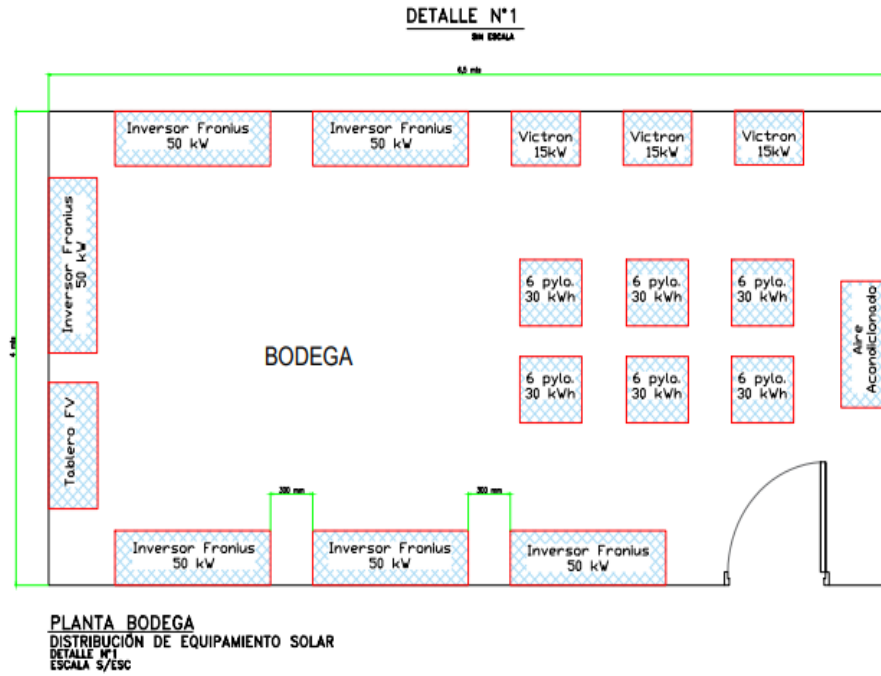 DETALLE N°1
SIN ESCALA
6,5 mts
Inversor Fronius
50 kW
Inversor Fronius
50 kW
Victron
15kW
Victron
15kW
Victron
15kW
Inversor Fronius
50 kW
6 pylo.
30 kWh
6 pylo.
30 kWh
6 pylo.
30 kWh
Aire
Acondicionado
4 mts
BODEGA
6 pylo.
30 kWh
6 pylo.
30 kWh
6 pylo.
30 kWh
Tablero FV
300 mm
300 mm
Inversor Fronius
50 kW
Inversor Fronius
50 kW
Inversor Fronius
50 kW
PLANTA BODEGA
DISTRIBUCIÓN DE EQUIPAMIENTO SOLAR
DETALLE N°1
ESCALA S/ESC